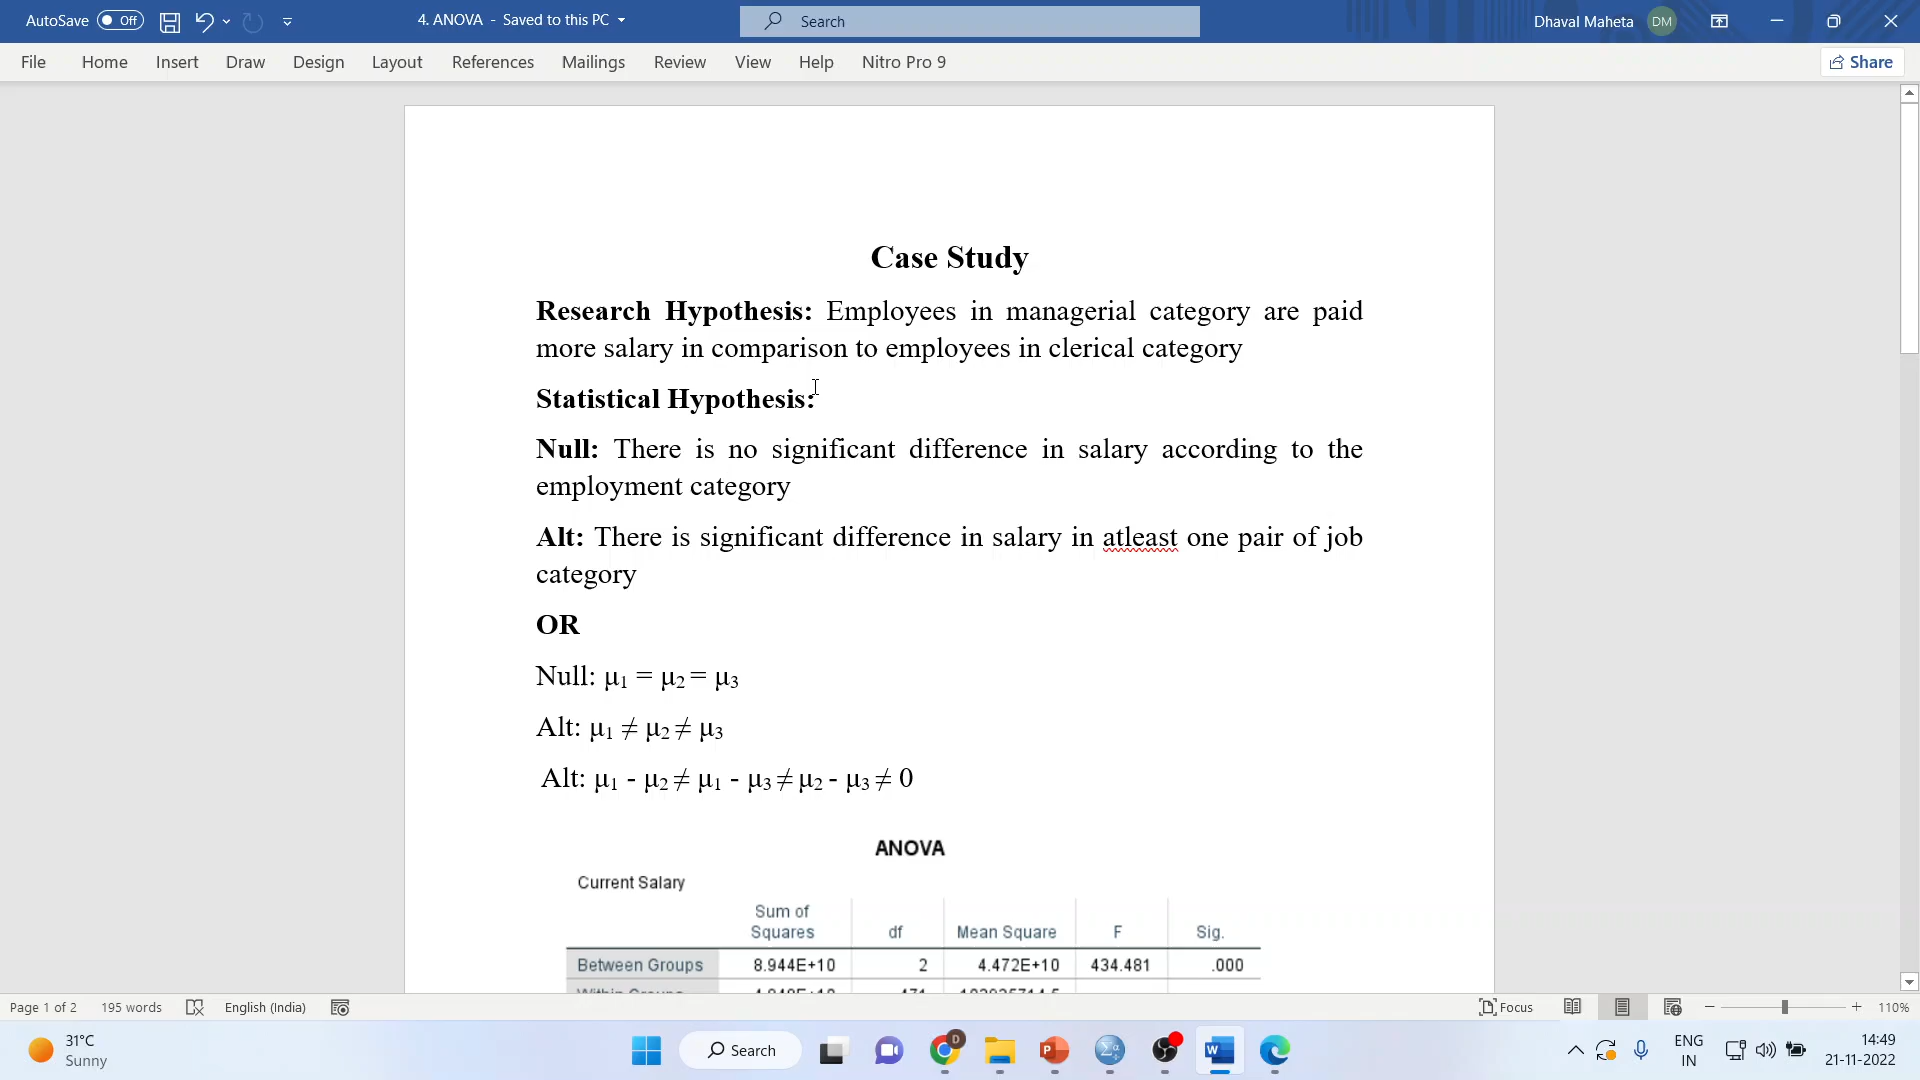 AutoSave Off 4. ANOVA - Saved to this PC Search Dhaval Maheta DM
File Home Insert Draw Design Layout References Mailings Review View Help Nitro Pro 9 Share
Case Study
Research Hypothesis: Employees in managerial category are paid
more salary in comparison to employees in clerical category
Statistical Hypothesis:
Null: There is no significant difference in salary according to the
employment category
Alt: There is significant difference in salary in atleast one pair of job
category
OR
Null: μ₁ = μ₂ = μ₃
Alt: μ₁ ≠ μ₂ ≠ μ₃
Alt: μ₁ - μ₂ ≠ μ₁ - μ₃ ≠ μ₂ - μ₃ ≠ 0
ANOVA
Current Salary
Sum of
Squares df Mean Square F Sig.
Between Groups 8.944E+10 2 4.472E+10 434.481 .000
Within Groups
Page 1 of 2 195 words English (India) Focus 110%
31°C
Sunny
Search
ENG
IN
14:49
21-11-2022